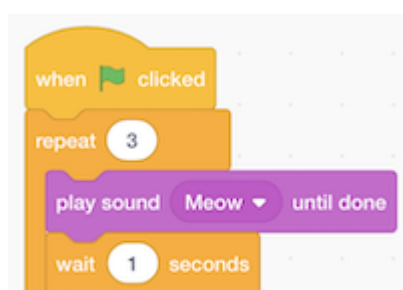 when clicked
repeat 3
play sound Meow until done
wait 1 seconds